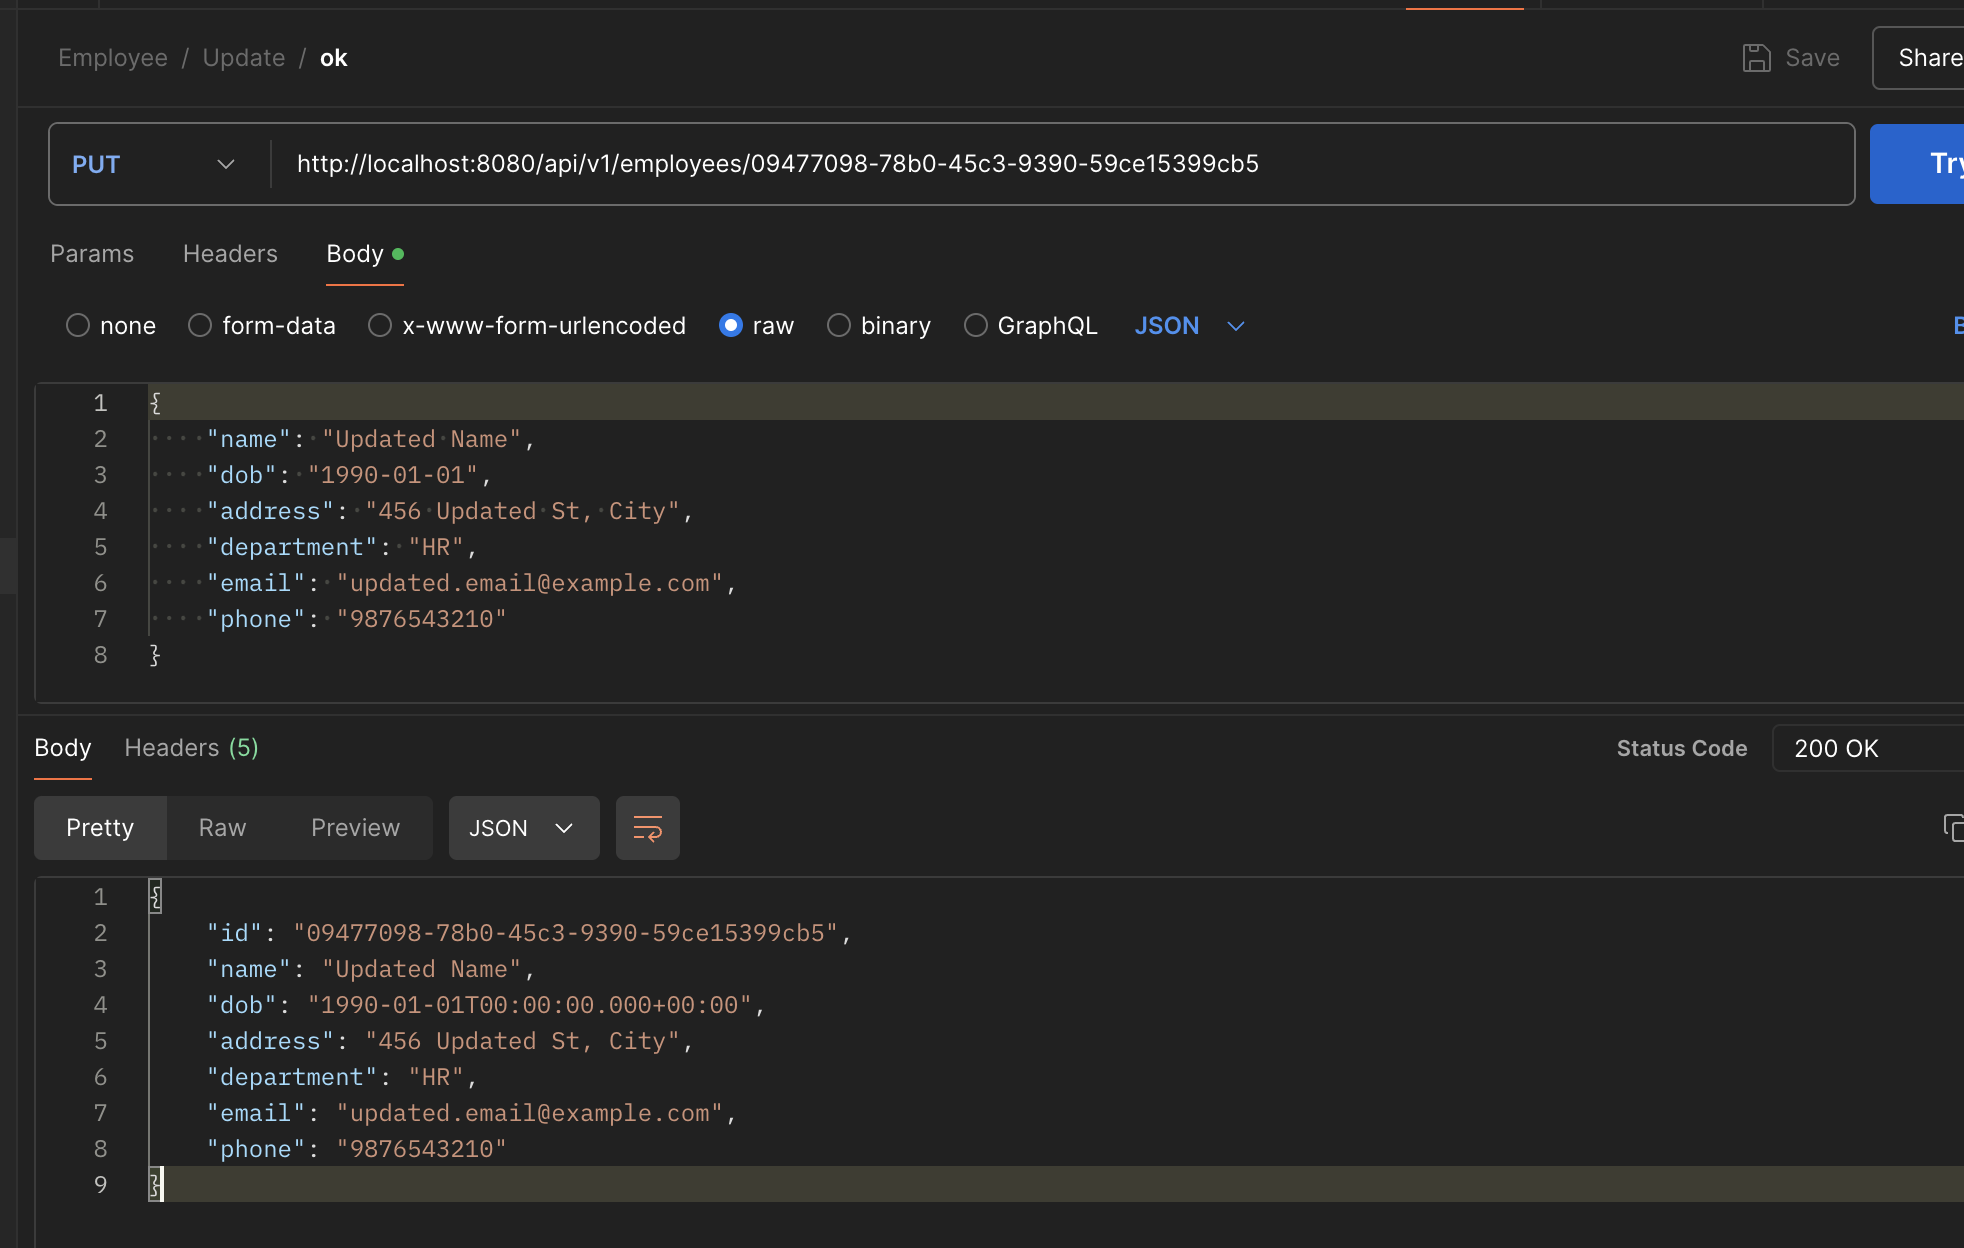 Employee / Update / ok
Save
Share
PUT
http://localhost:8080/api/v1/employees/09477098-78b0-45c3-9390-59ce15399cb5
Params Headers Body
none form-data x-www-form-urlencoded raw binary GraphQL JSON
1 {
2 "name": "Updated Name",
3 "dob": "1990-01-01",
4 "address": "456 Updated St, City",
5 "department": "HR",
6 "email": "updated.email@example.com",
7 "phone": "9876543210"
8 }
Body Headers (5)
Status Code 200 OK
Pretty Raw Preview JSON
1 {
2 "id": "09477098-78b0-45c3-9390-59ce15399cb5",
3 "name": "Updated Name",
4 "dob": "1990-01-01T00:00:00.000+00:00",
5 "address": "456 Updated St, City",
6 "department": "HR",
7 "email": "updated.email@example.com",
8 "phone": "9876543210"
9 }